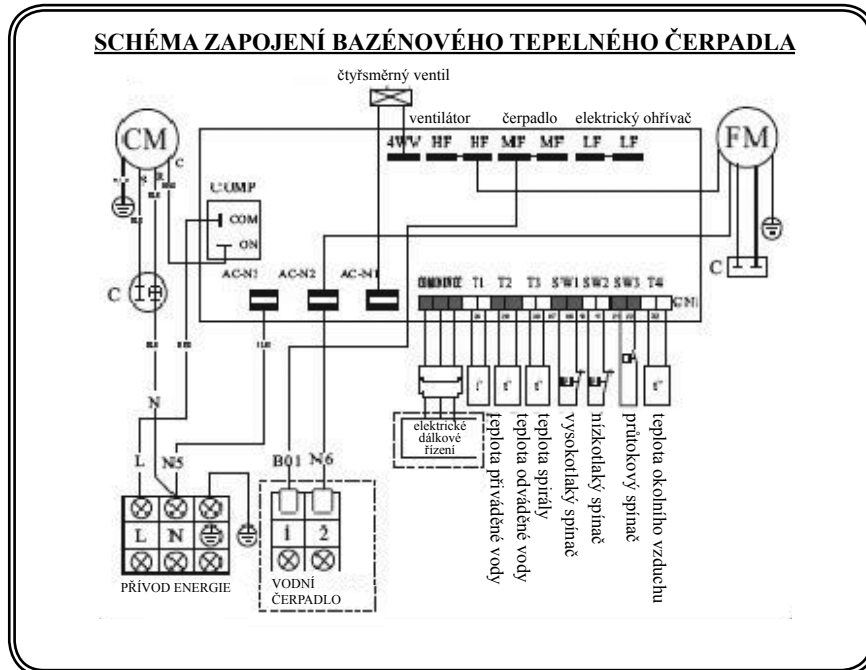 SCHÉMA ZAPOJENÍ BAZÉNOVÉHO TEPELNÉHO ČERPADLA
čtyřsměrný ventil
ventilátor čerpadlo elektrický ohřívač
CM
HF HF MF MF LF LF
FM
S R C
COMP
COM
ON
AC-N2 AC-N1
T1 T2 T3 SW1 SW2 SW3 T4
C
C
elektrické
dálkové
řízení
teplota přiváděné vody
teplota odváděné vody
teplota spirály
vysokotlaký spínač
nízkotlaký spínač
průtokový spínač
teplota okolního vzduchu
N
L N5 B01 N6
L N
1 2
PŘÍVOD ENERGIE
VODNÍ
ČERPADLO